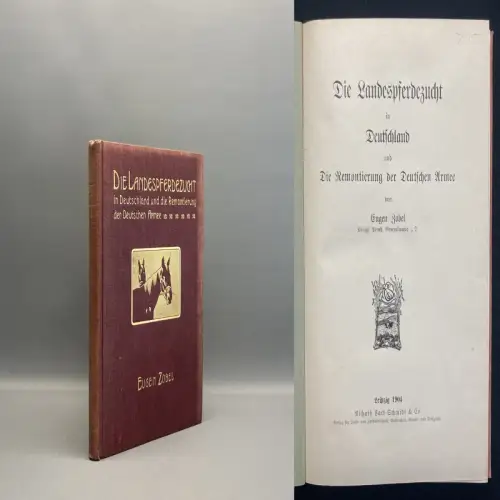 DIE LANDESPFERDEZUCHT
in Deutschland und die Remontierung
der Deutschen Armee
EUGEN ZOBEL
Die Landespferdezucht
in
Deutschland
und
Die Remontierung der Deutschen Armee
von
Eugen Zobel
Leipzig 1904
Richard Carl Schmidt & Co.